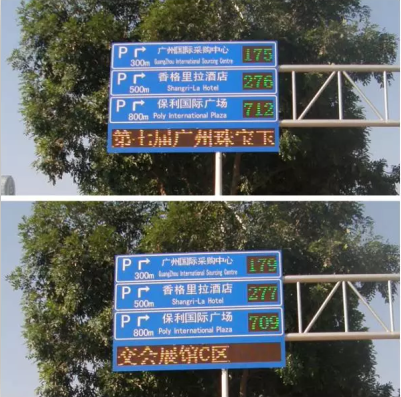 P 广州国际采购中心 175
300m GuangZhou International Sourcing Centre
P 香格里拉酒店 276
500m Shangri-La Hotel
P 保利国际广场 712
800m Poly International Plaza
第七届广州珠宝玉
P 广州国际采购中心 179
300m GuangZhou International Sourcing Centre
P 香格里拉酒店 277
500m Shangri-La Hotel
P 保利国际广场 709
800m Poly International Plaza
交会展馆C区